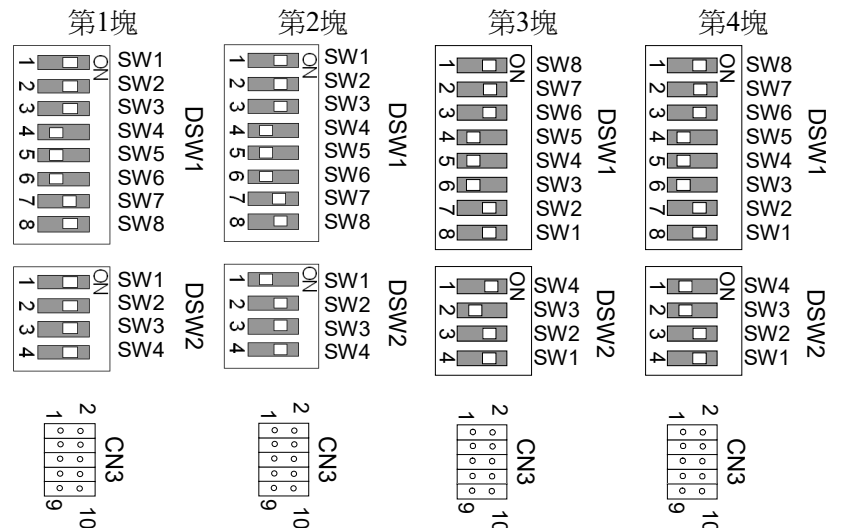 第1塊 第2塊 第3塊 第4塊
1 ON SW1
2 SW2
3 SW3
4 SW4
5 SW5
6 SW6
7 SW7
8 SW8
DSW1
1 ON SW1
2 SW2
3 SW3
4 SW4
5 SW5
6 SW6
7 SW7
8 SW8
DSW1
1 ON SW8
2 SW7
3 SW6
4 SW5
5 SW4
6 SW3
7 SW2
8 SW1
DSW1
1 ON SW8
2 SW7
3 SW6
4 SW5
5 SW4
6 SW3
7 SW2
8 SW1
DSW1
1 ON SW1
2 SW2
3 SW3
4 SW4
DSW2
1 ON SW1
2 SW2
3 SW3
4 SW4
DSW2
1 ON SW4
2 SW3
3 SW2
4 SW1
DSW2
1 ON SW4
2 SW3
3 SW2
4 SW1
DSW2
1 2
CN3
9 10
1 2
CN3
9 10
1 2
CN3
9 10
1 2
CN3
9 10